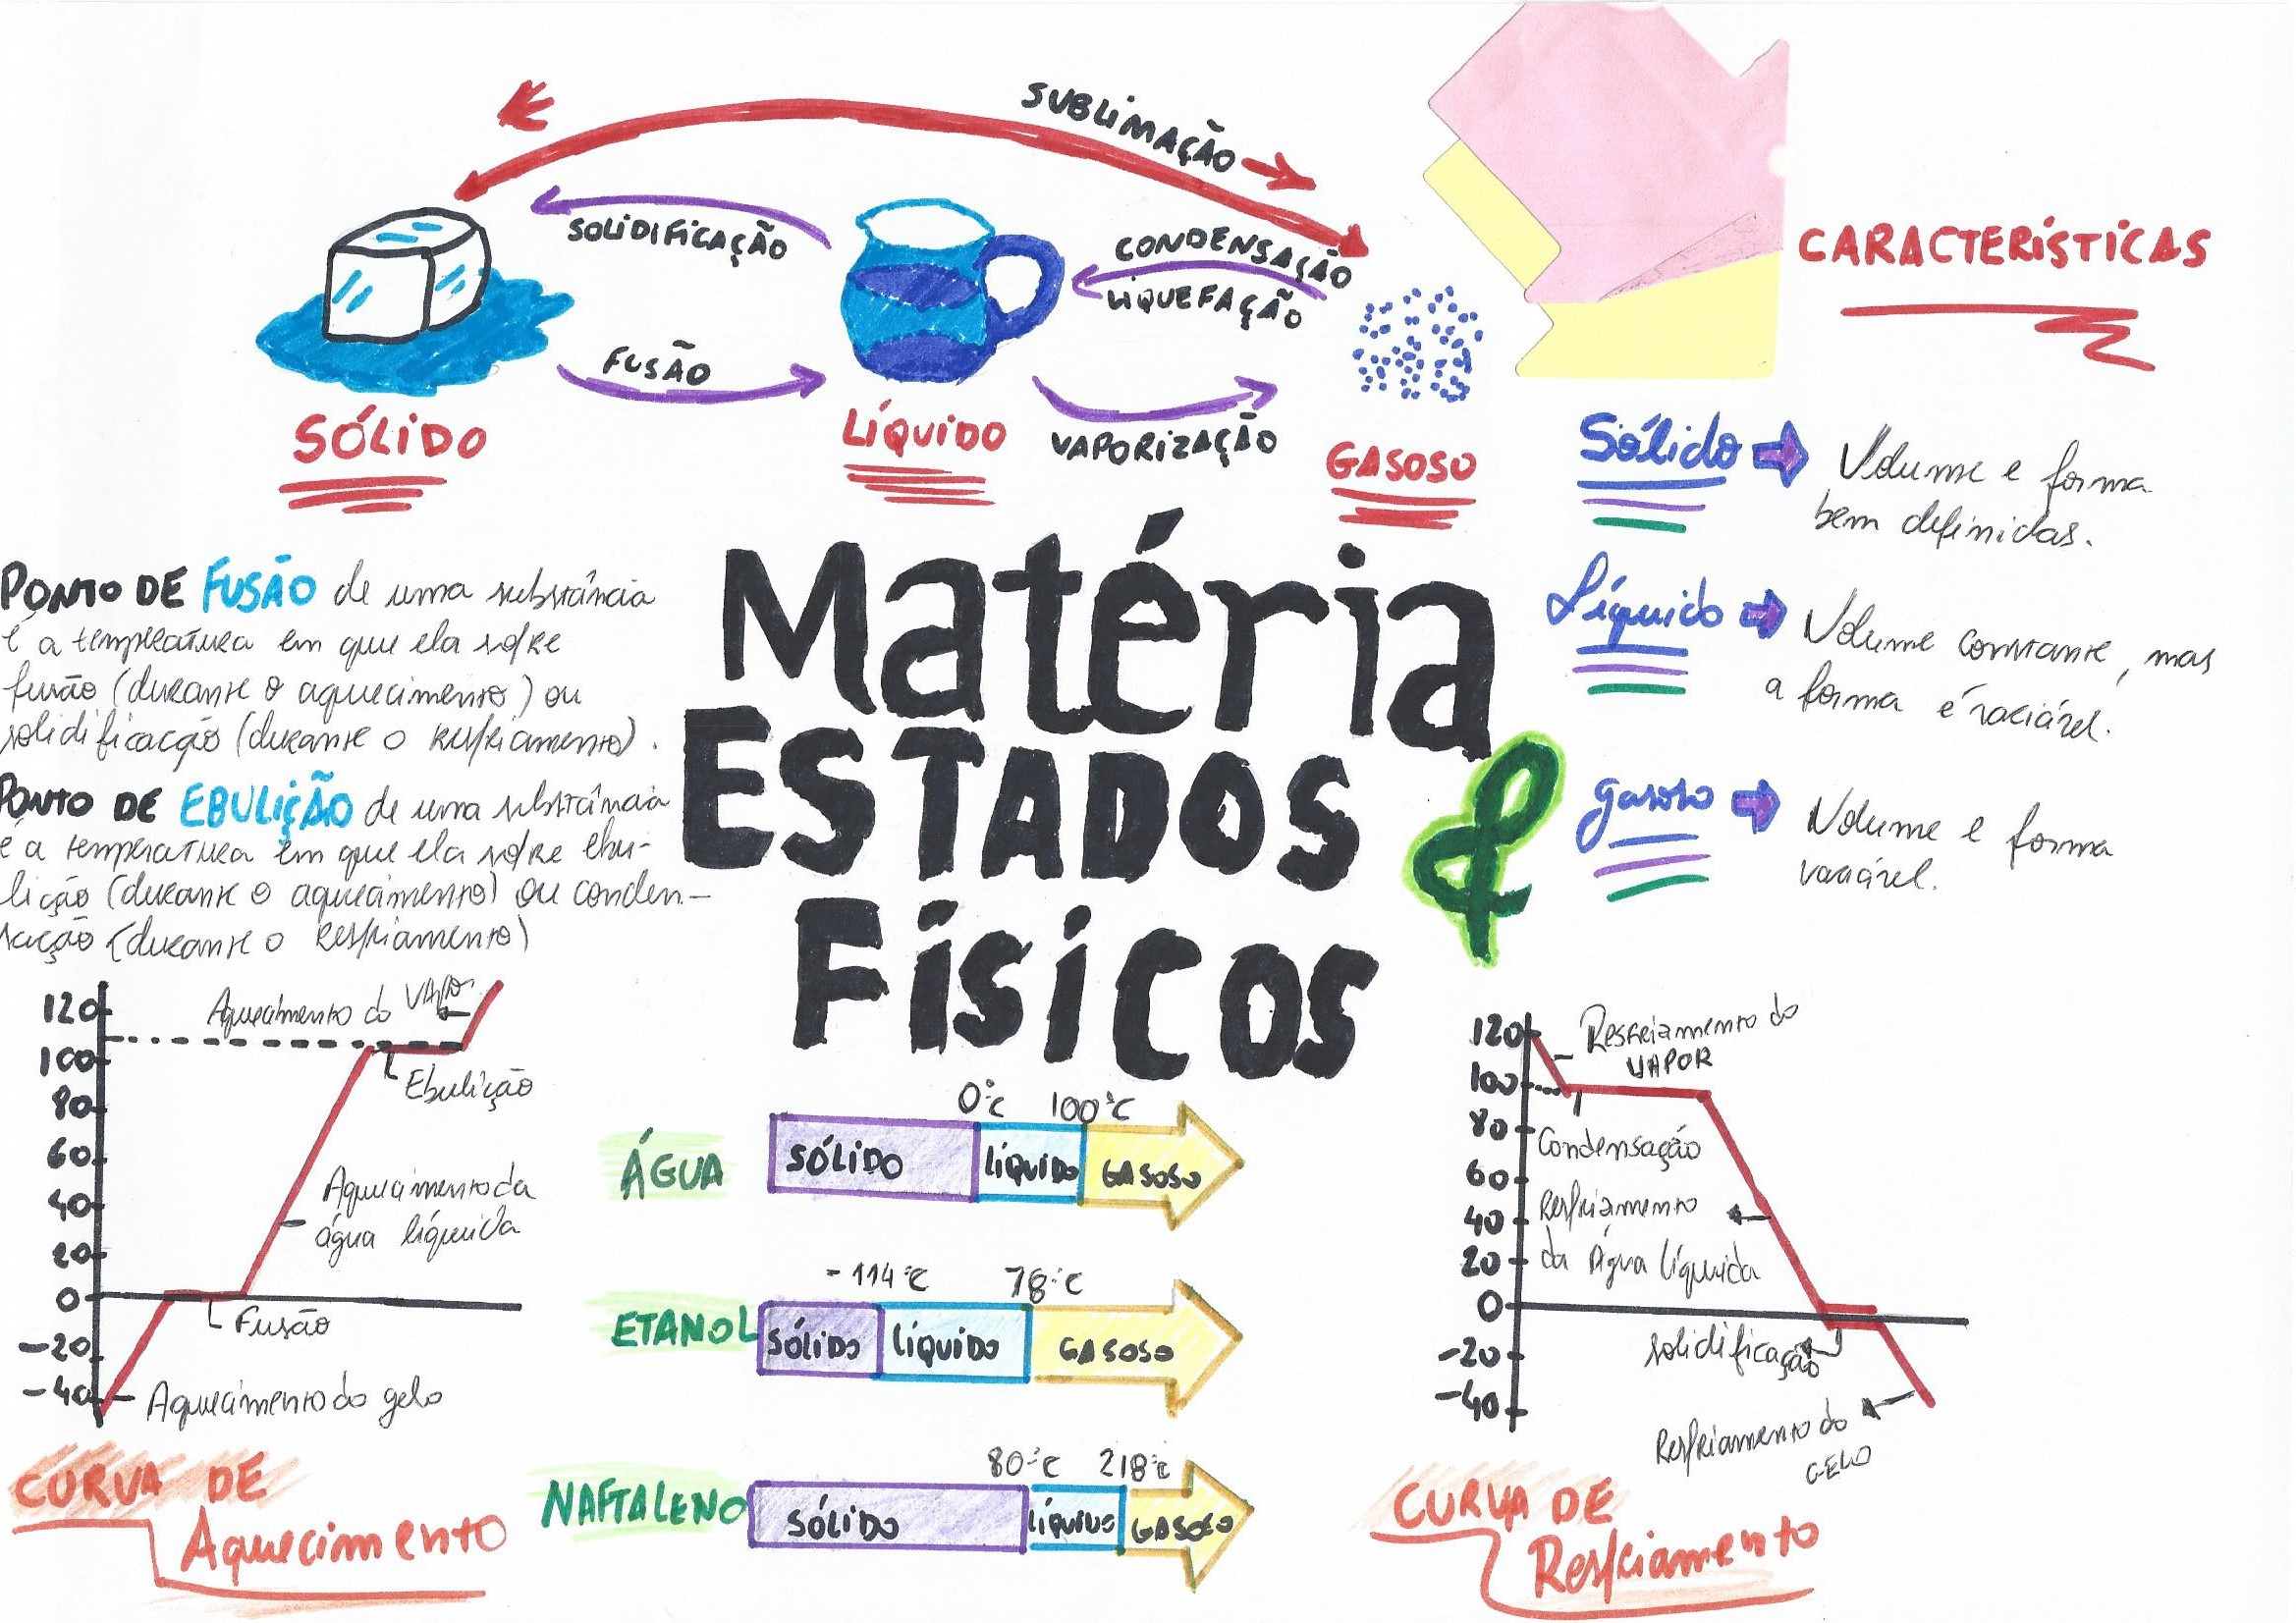 SUBLIMAÇÃO
SOLIDIFICAÇÃO
CONDENSAÇÃO
LIQUEFAÇÃO
FUSÃO
VAPORIZAÇÃO
SÓLIDO
LÍQUIDO
GASOSO
CARACTERÍSTICAS
Sólido
Volume e forma
bem definidas.
Líquido
Volume constante, mas
a forma é variável.
gasoso
Volume e forma
variável.
Matéria
ESTADOS &
FÍSICOS
PONTO DE FUSÃO de uma substância
é a temperatura em que ela sofre
fusão (durante o aquecimento) ou
solidificação (durante o resfriamento).
PONTO DE EBULIÇÃO de uma substância
é a temperatura em que ela sofre ebu-
lição (durante o aquecimento) ou conden-
sação (durante o resfriamento)
120
100
80
60
40
20
0
-20
-40
Aquecimento do VAPOR
Ebulição
Aquecimento da
água líquida
Fusão
Aquecimento do gelo
CURVA DE
Aquecimento
0°C 100°C
ÁGUA SÓLIDO LÍQUIDO GASOSO
-114°C 78°C
ETANOL SÓLIDO LÍQUIDO GASOSO
80°C 218°C
NAFTALENO SÓLIDO LÍQUIDO GASOSO
120
100
80
60
40
20
0
-20
-40
Resfriamento do
VAPOR
Condensação
Resfriamento
da Água líquida
solidificação
Resfriamento do
GELO
CURVA DE
Resfriamento